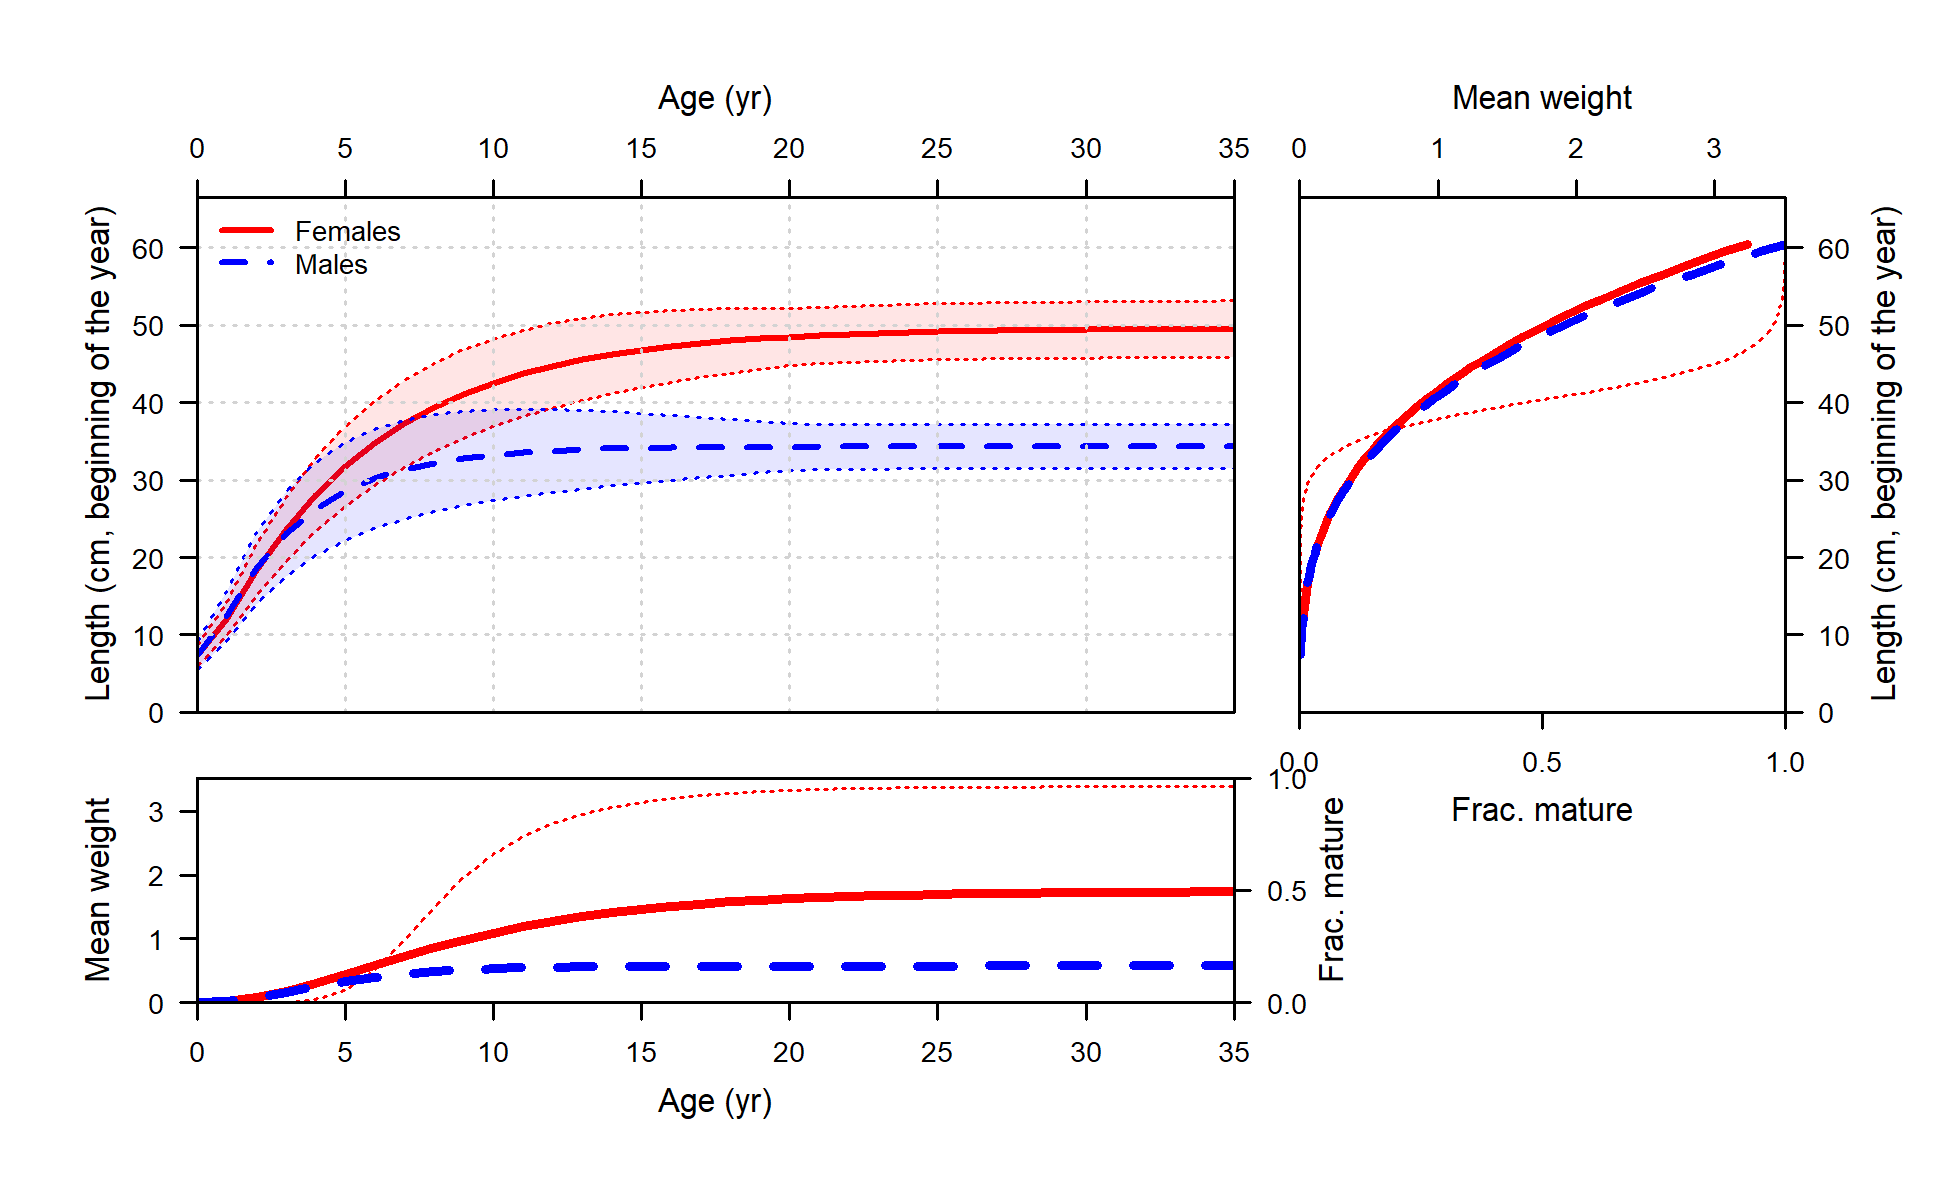 Age (yr)
Mean weight
0 5 10 15 20 25 30 35
0 1 2 3
Length (cm, beginning of the year)
60
50
40
30
20
10
0
Females
Males
60
50
40
30
20
10
0
Length (cm, beginning of the year)
0.0 0.5 1.0
Frac. mature
Mean weight
3
2
1
0
1.0
0.5
0.0
Frac. mature
0 5 10 15 20 25 30 35
Age (yr)